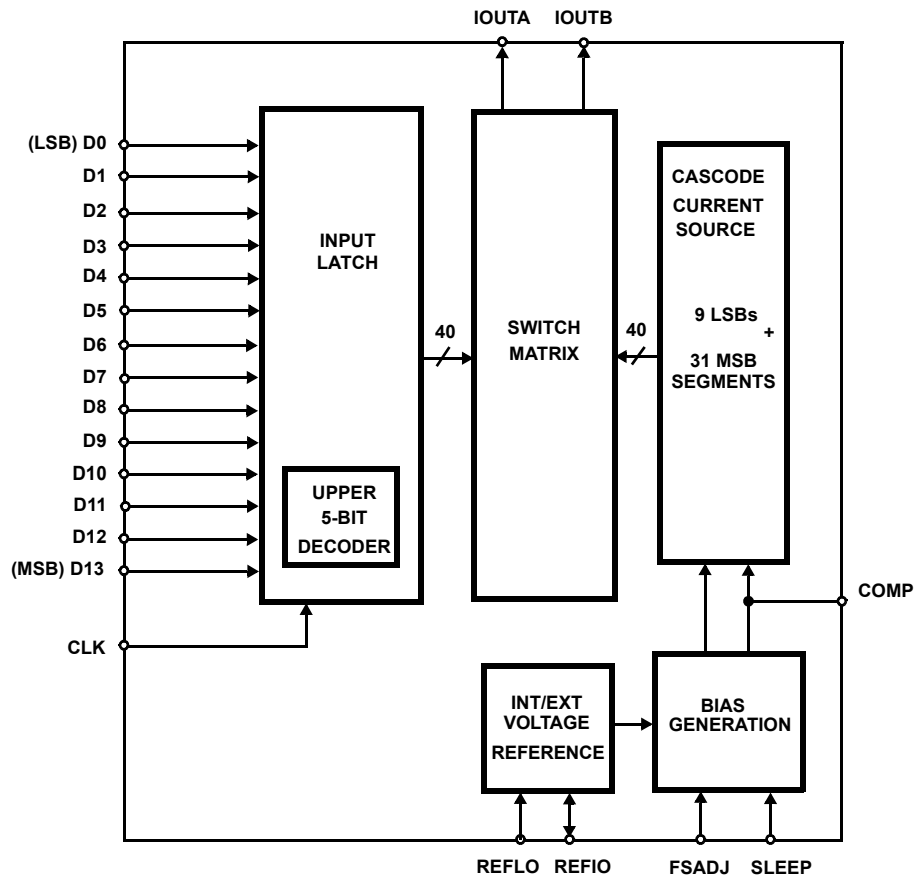 IOUTA IOUTB
(LSB) D0
D1
D2
D3
D4
D5
D6
D7
D8
D9
D10
D11
D12
(MSB) D13
CLK
INPUT
LATCH
UPPER
5-BIT
DECODER
40
SWITCH
MATRIX
40
CASCODE
CURRENT
SOURCE
9 LSBs
+
31 MSB
SEGMENTS
COMP
INT/EXT
VOLTAGE
REFERENCE
BIAS
GENERATION
REFLO REFIO FSADJ SLEEP